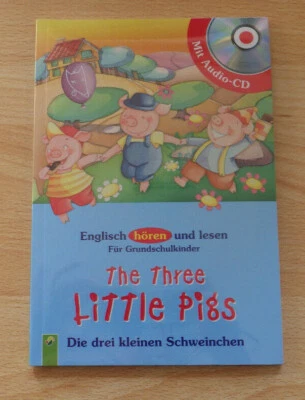 Mit Audio-CD
Englisch hören und lesen
Für Grundschulkinder
The Three
Little Pigs
Die drei kleinen Schweinchen